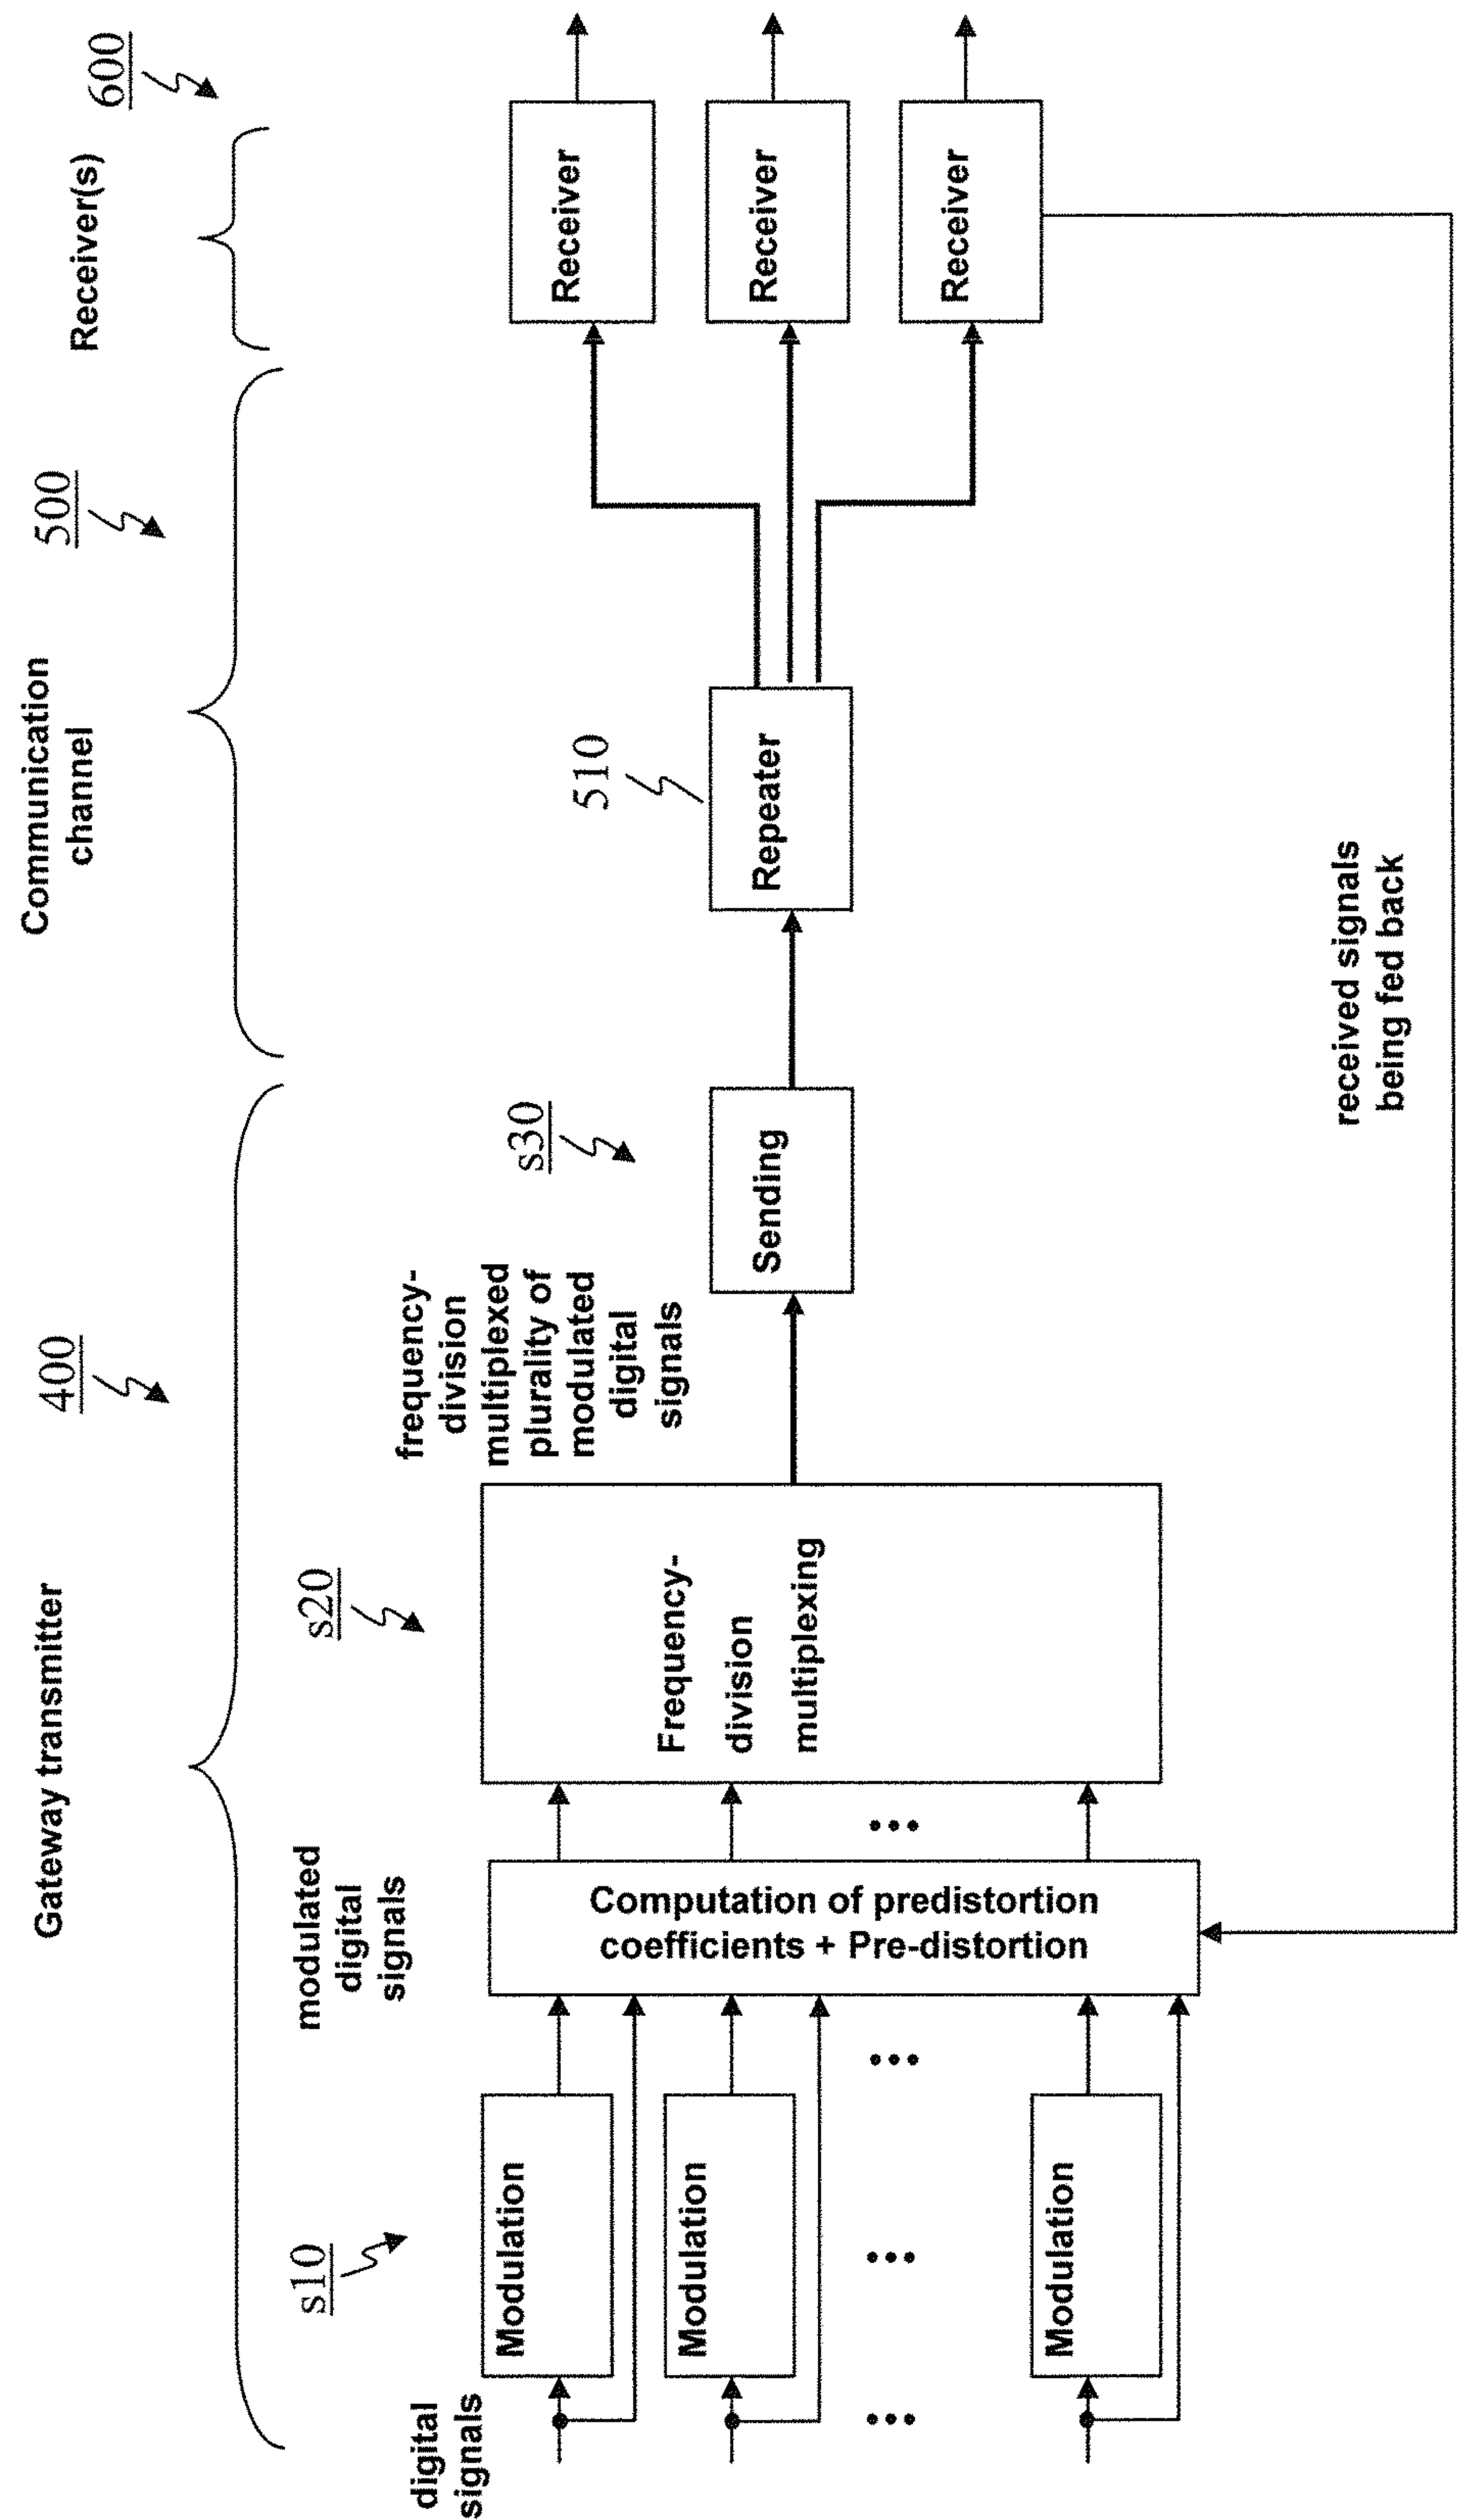 Gateway transmitter
400
Communication
channel
500
Receiver(s)
600
digital
signals
s10
Modulation
Modulation
Modulation
...
...
...
modulated
digital
signals
Computation of predistortion
coefficients + Pre-distortion
...
s20
Frequency-
division
multiplexing
frequency-
division
multiplexed
plurality of
modulated
digital
signals
s30
Sending
510
Repeater
Receiver
Receiver
Receiver
received signals
being fed back